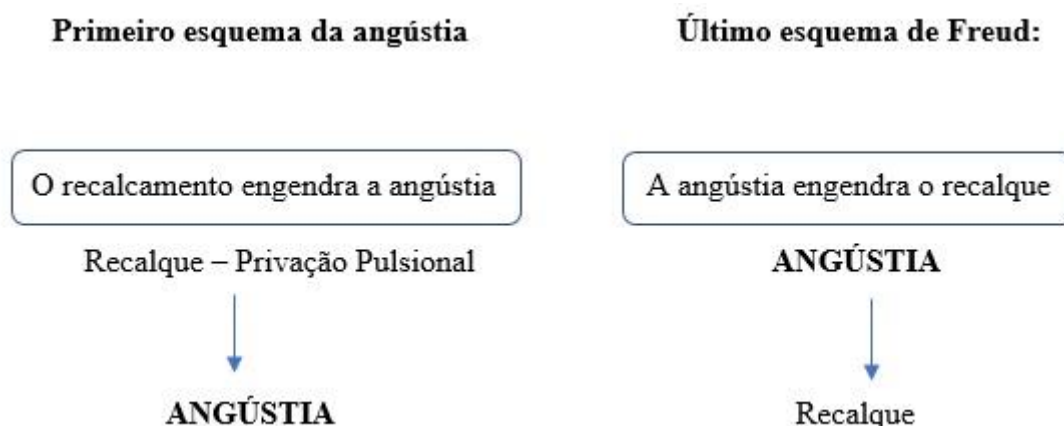 Primeiro esquema da angústia
O recalcamento engendra a angústia
Recalque – Privação Pulsional
ANGÚSTIA
Último esquema de Freud:
A angústia engendra o recalque
ANGÚSTIA
Recalque